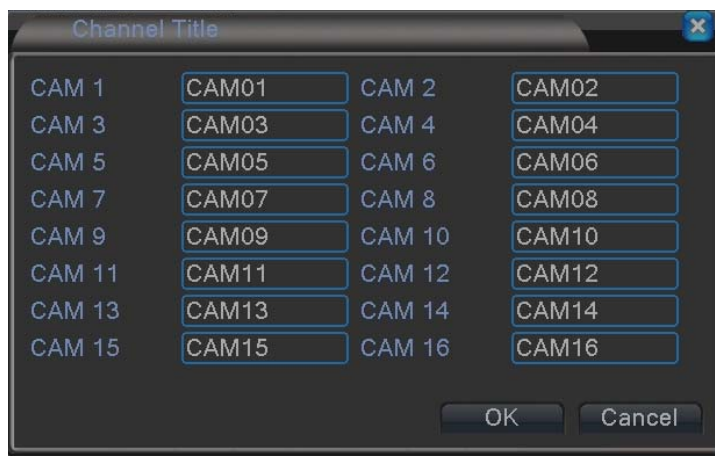 Channel Title
CAM 1 CAM01 CAM 2 CAM02
CAM 3 CAM03 CAM 4 CAM04
CAM 5 CAM05 CAM 6 CAM06
CAM 7 CAM07 CAM 8 CAM08
CAM 9 CAM09 CAM 10 CAM10
CAM 11 CAM11 CAM 12 CAM12
CAM 13 CAM13 CAM 14 CAM14
CAM 15 CAM15 CAM 16 CAM16
OK Cancel